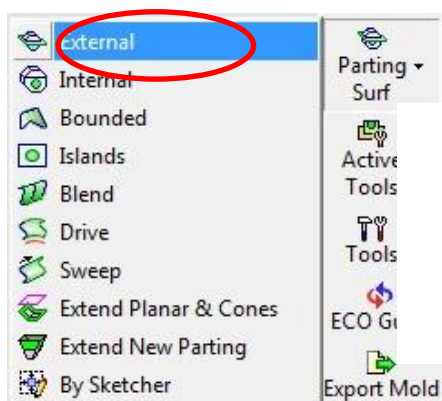 External
Internal
Bounded
Islands
Blend
Drive
Sweep
Extend Planar & Cones
Extend New Parting
By Sketcher
Parting
Surf
Active
Tools
Tools
ECO
Export Mold